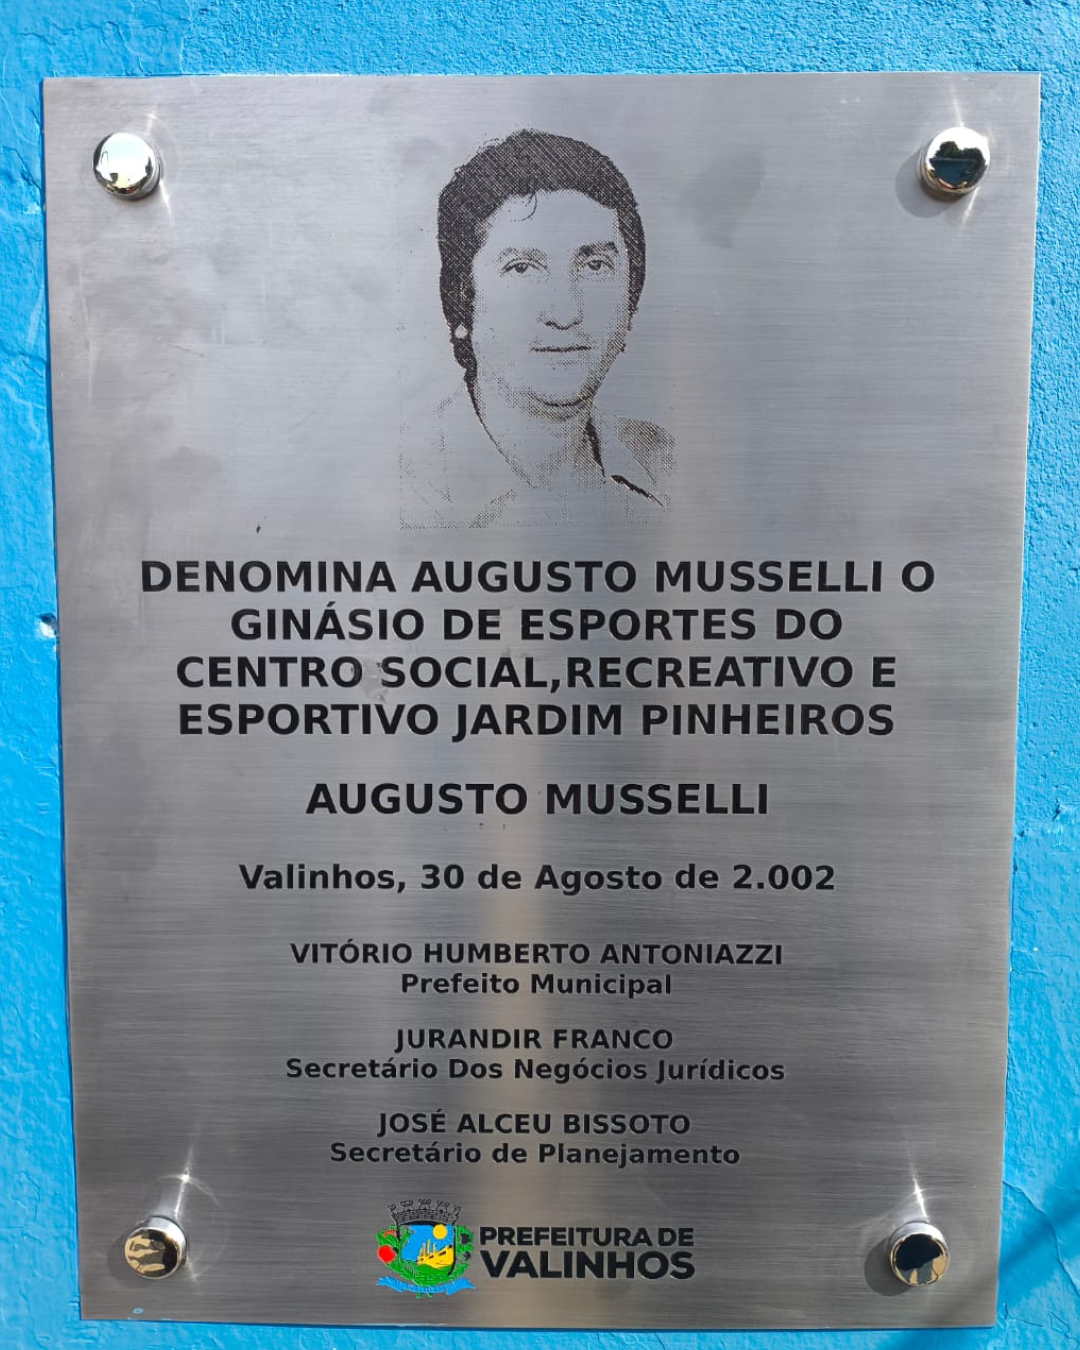 DENOMINA AUGUSTO MUSSELLI O
GINÁSIO DE ESPORTES DO
CENTRO SOCIAL,RECREATIVO E
ESPORTIVO JARDIM PINHEIROS
AUGUSTO MUSSELLI
Valinhos, 30 de Agosto de 2.002
VITÓRIO HUMBERTO ANTONIAZZI
Prefeito Municipal
JURANDIR FRANCO
Secretário Dos Negócios Jurídicos
JOSÉ ALCEU BISSOTO
Secretário de Planejamento
PREFEITURA DE
VALINHOS